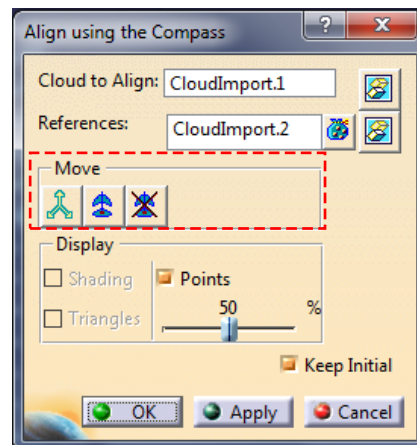 Align using the Compass
Cloud to Align: CloudImport.1
References: CloudImport.2
Move
Display
Shading Points
Triangles 50 %
Keep Initial
OK Apply Cancel